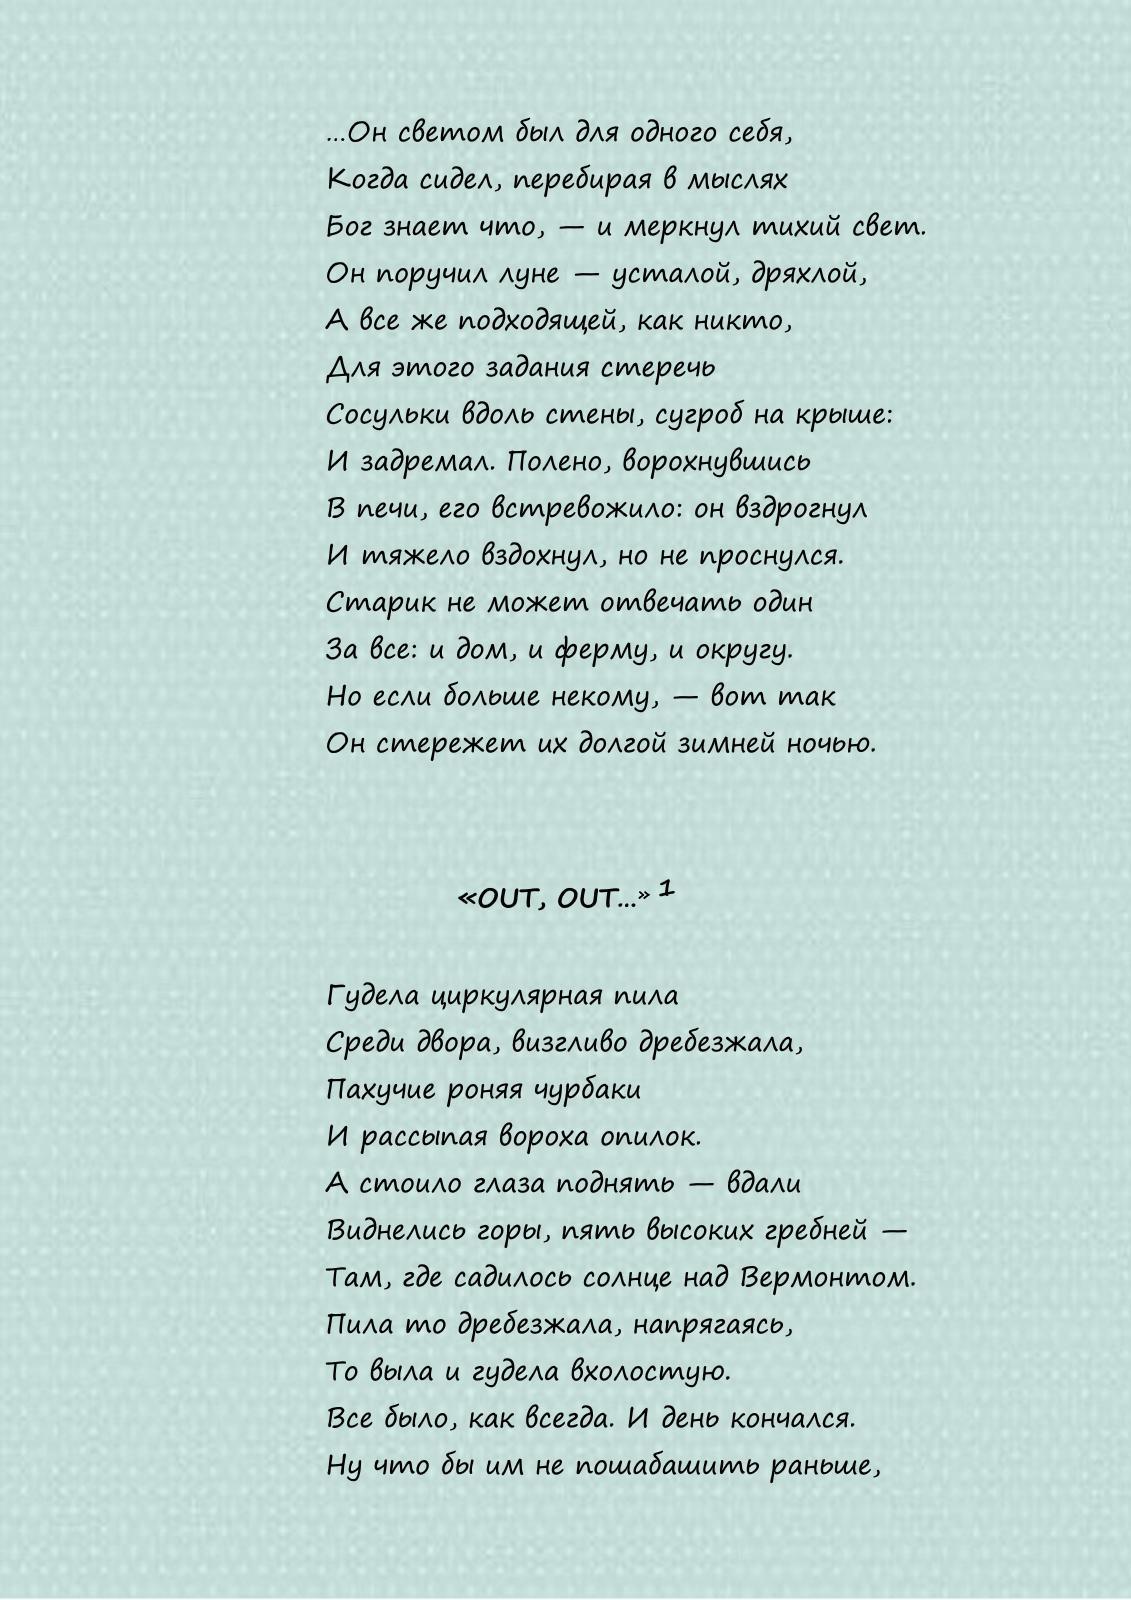 ...Он светом был для одного себя,
Когда сидел, перебирая в мыслях
Бог знает что, — и меркнул тихий свет.
Он поручил луне — усталой, дряхлой,
А все же подходящей, как никто,
Для этого задания стеречь
Сосульки вдоль стены, сугроб на крыше:
И задремал. Полено, ворохнувшись
В печи, его встревожило: он вздрогнул
И тяжело вздохнул, но не проснулся.
Старик не может отвечать один
За все: и дом, и ферму, и округу.
Но если больше некому, — вот так
Он стережет их долгой зимней ночью.
«OUT, OUT...» 1
Гудела циркулярная пила
Среди двора, визгливо дребезжала,
Пахучие роняя чурбаки
И рассыпая вороха опилок.
А стоило глаза поднять — вдали
Виднелись горы, пять высоких гребней —
Там, где садилось солнце над Вермонтом.
Пила то дребезжала, напрягаясь,
То выла и гудела вхолостую.
Все было, как всегда. И день кончался.
Ну что бы им не пошабашить раньше,